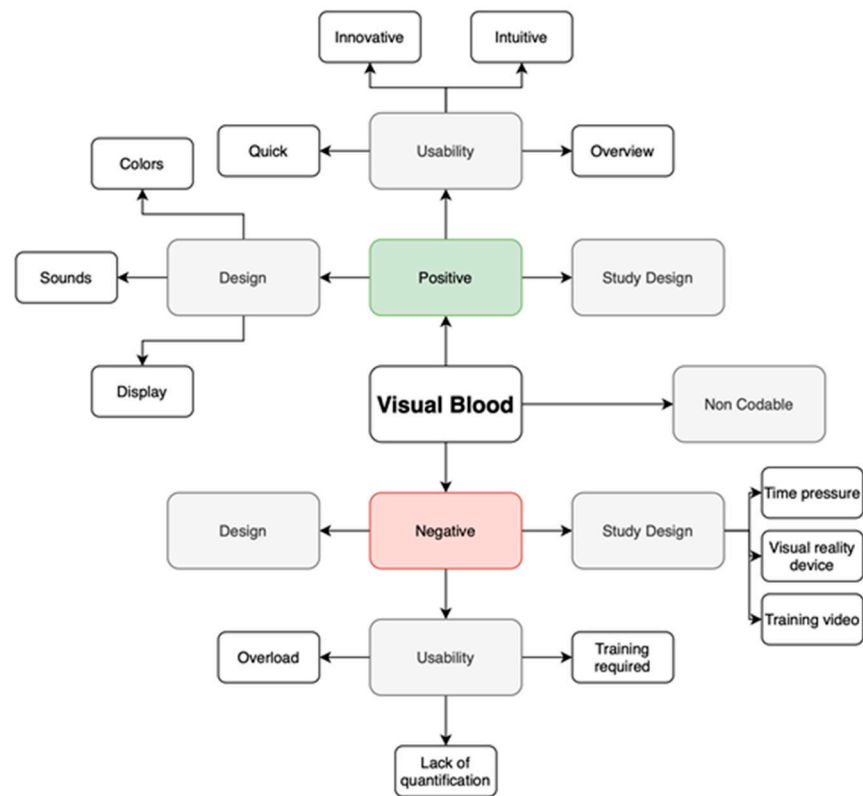 Innovative
Intuitive
Quick
Usability
Overview
Colors
Sounds
Design
Positive
Study Design
Display
Visual Blood
Non Codable
Design
Negative
Study Design
Time pressure
Visual reality
device
Training video
Overload
Usability
Training
required
Lack of
quantification